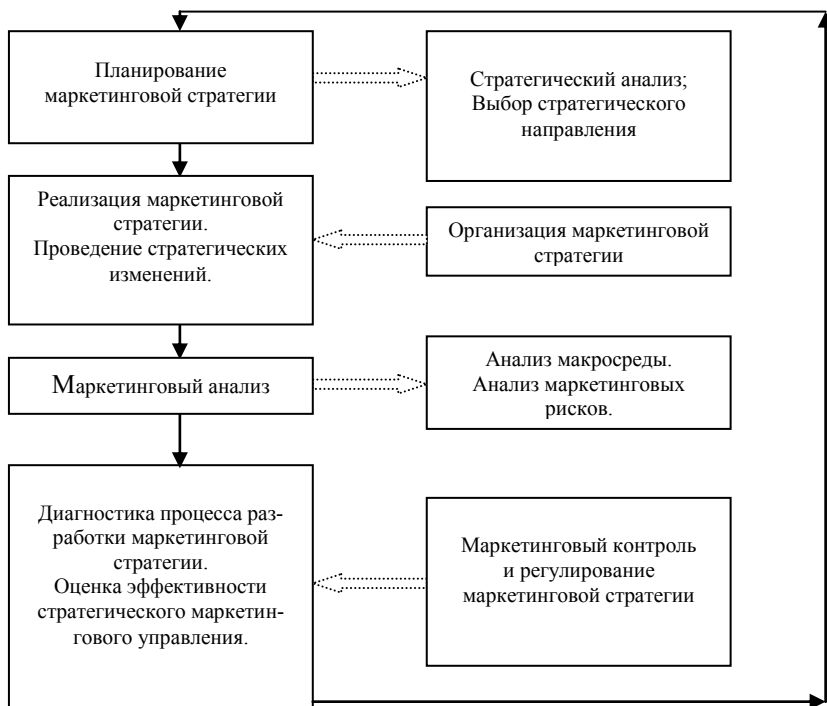 Планирование
маркетинговой стратегии
Стратегический анализ;
Выбор стратегического
направления
Реализация маркетинговой
стратегии.
Проведение стратегических
изменений.
Организация маркетинговой
стратегии
Маркетинговый анализ
Анализ макросреды.
Анализ маркетинговых
рисков.
Диагностика процесса раз-
работки маркетинговой
стратегии.
Оценка эффективности
стратегического маркетин-
гового управления.
Маркетинговый контроль
и регулирование
маркетинговой стратегии